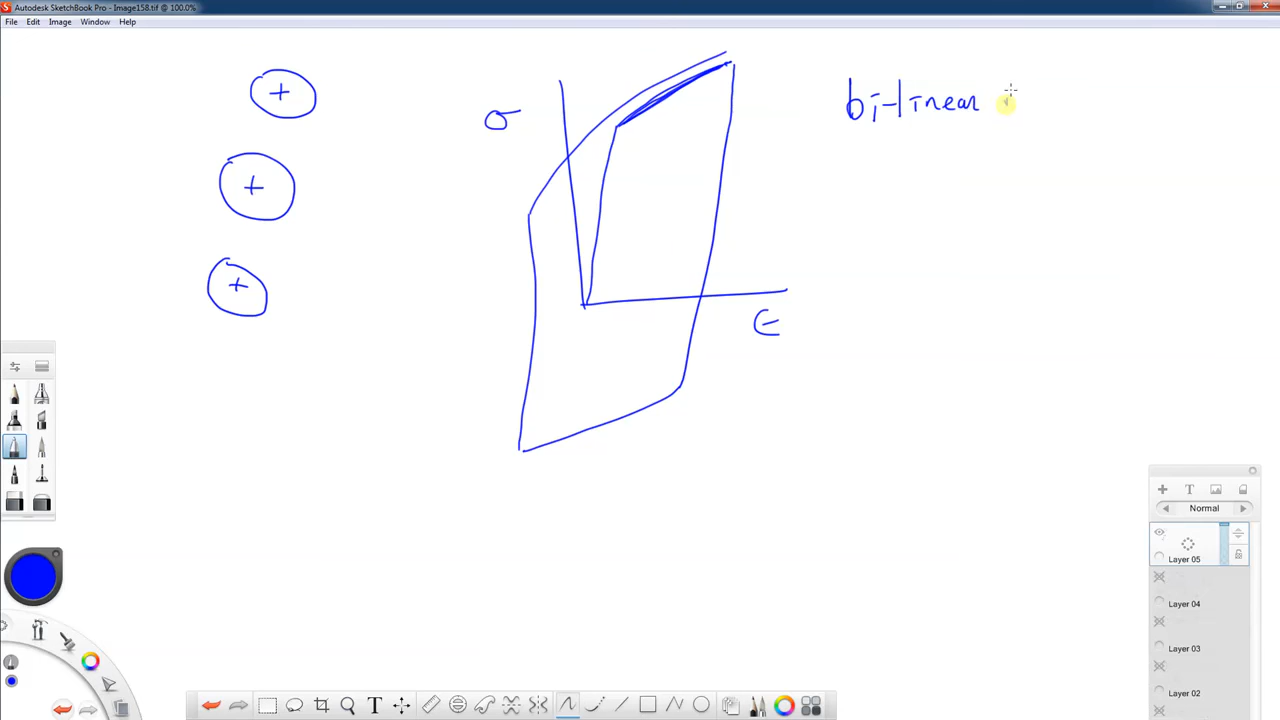 Autodesk SketchBook Pro - Image158.tif @ 100.0%
File Edit Image Window Help
+
+
+
σ
ϵ
bi-linear
T
Normal
Layer 05
Layer 04
Layer 03
Layer 02
T